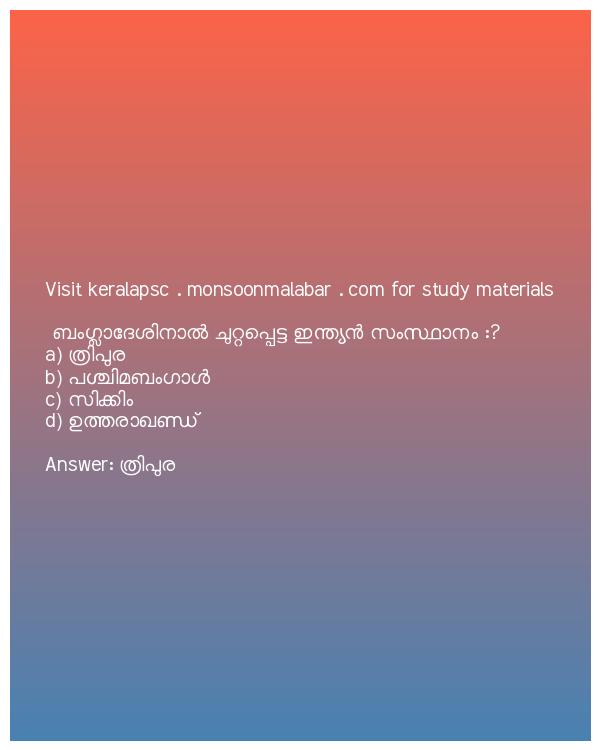 Visit keralapsc . monsoonmalabar . com for study materials
ബംഗ്ലാദേശിനാൽ ചുറ്റപ്പെട്ട ഇന്ത്യൻ സംസ്ഥാനം :?
a) ത്രിപുര
b) പശ്ചിമബംഗാൾ
c) സിക്കിം
d) ഉത്തരാഖണ്ഡ്
Answer: ത്രിപുര